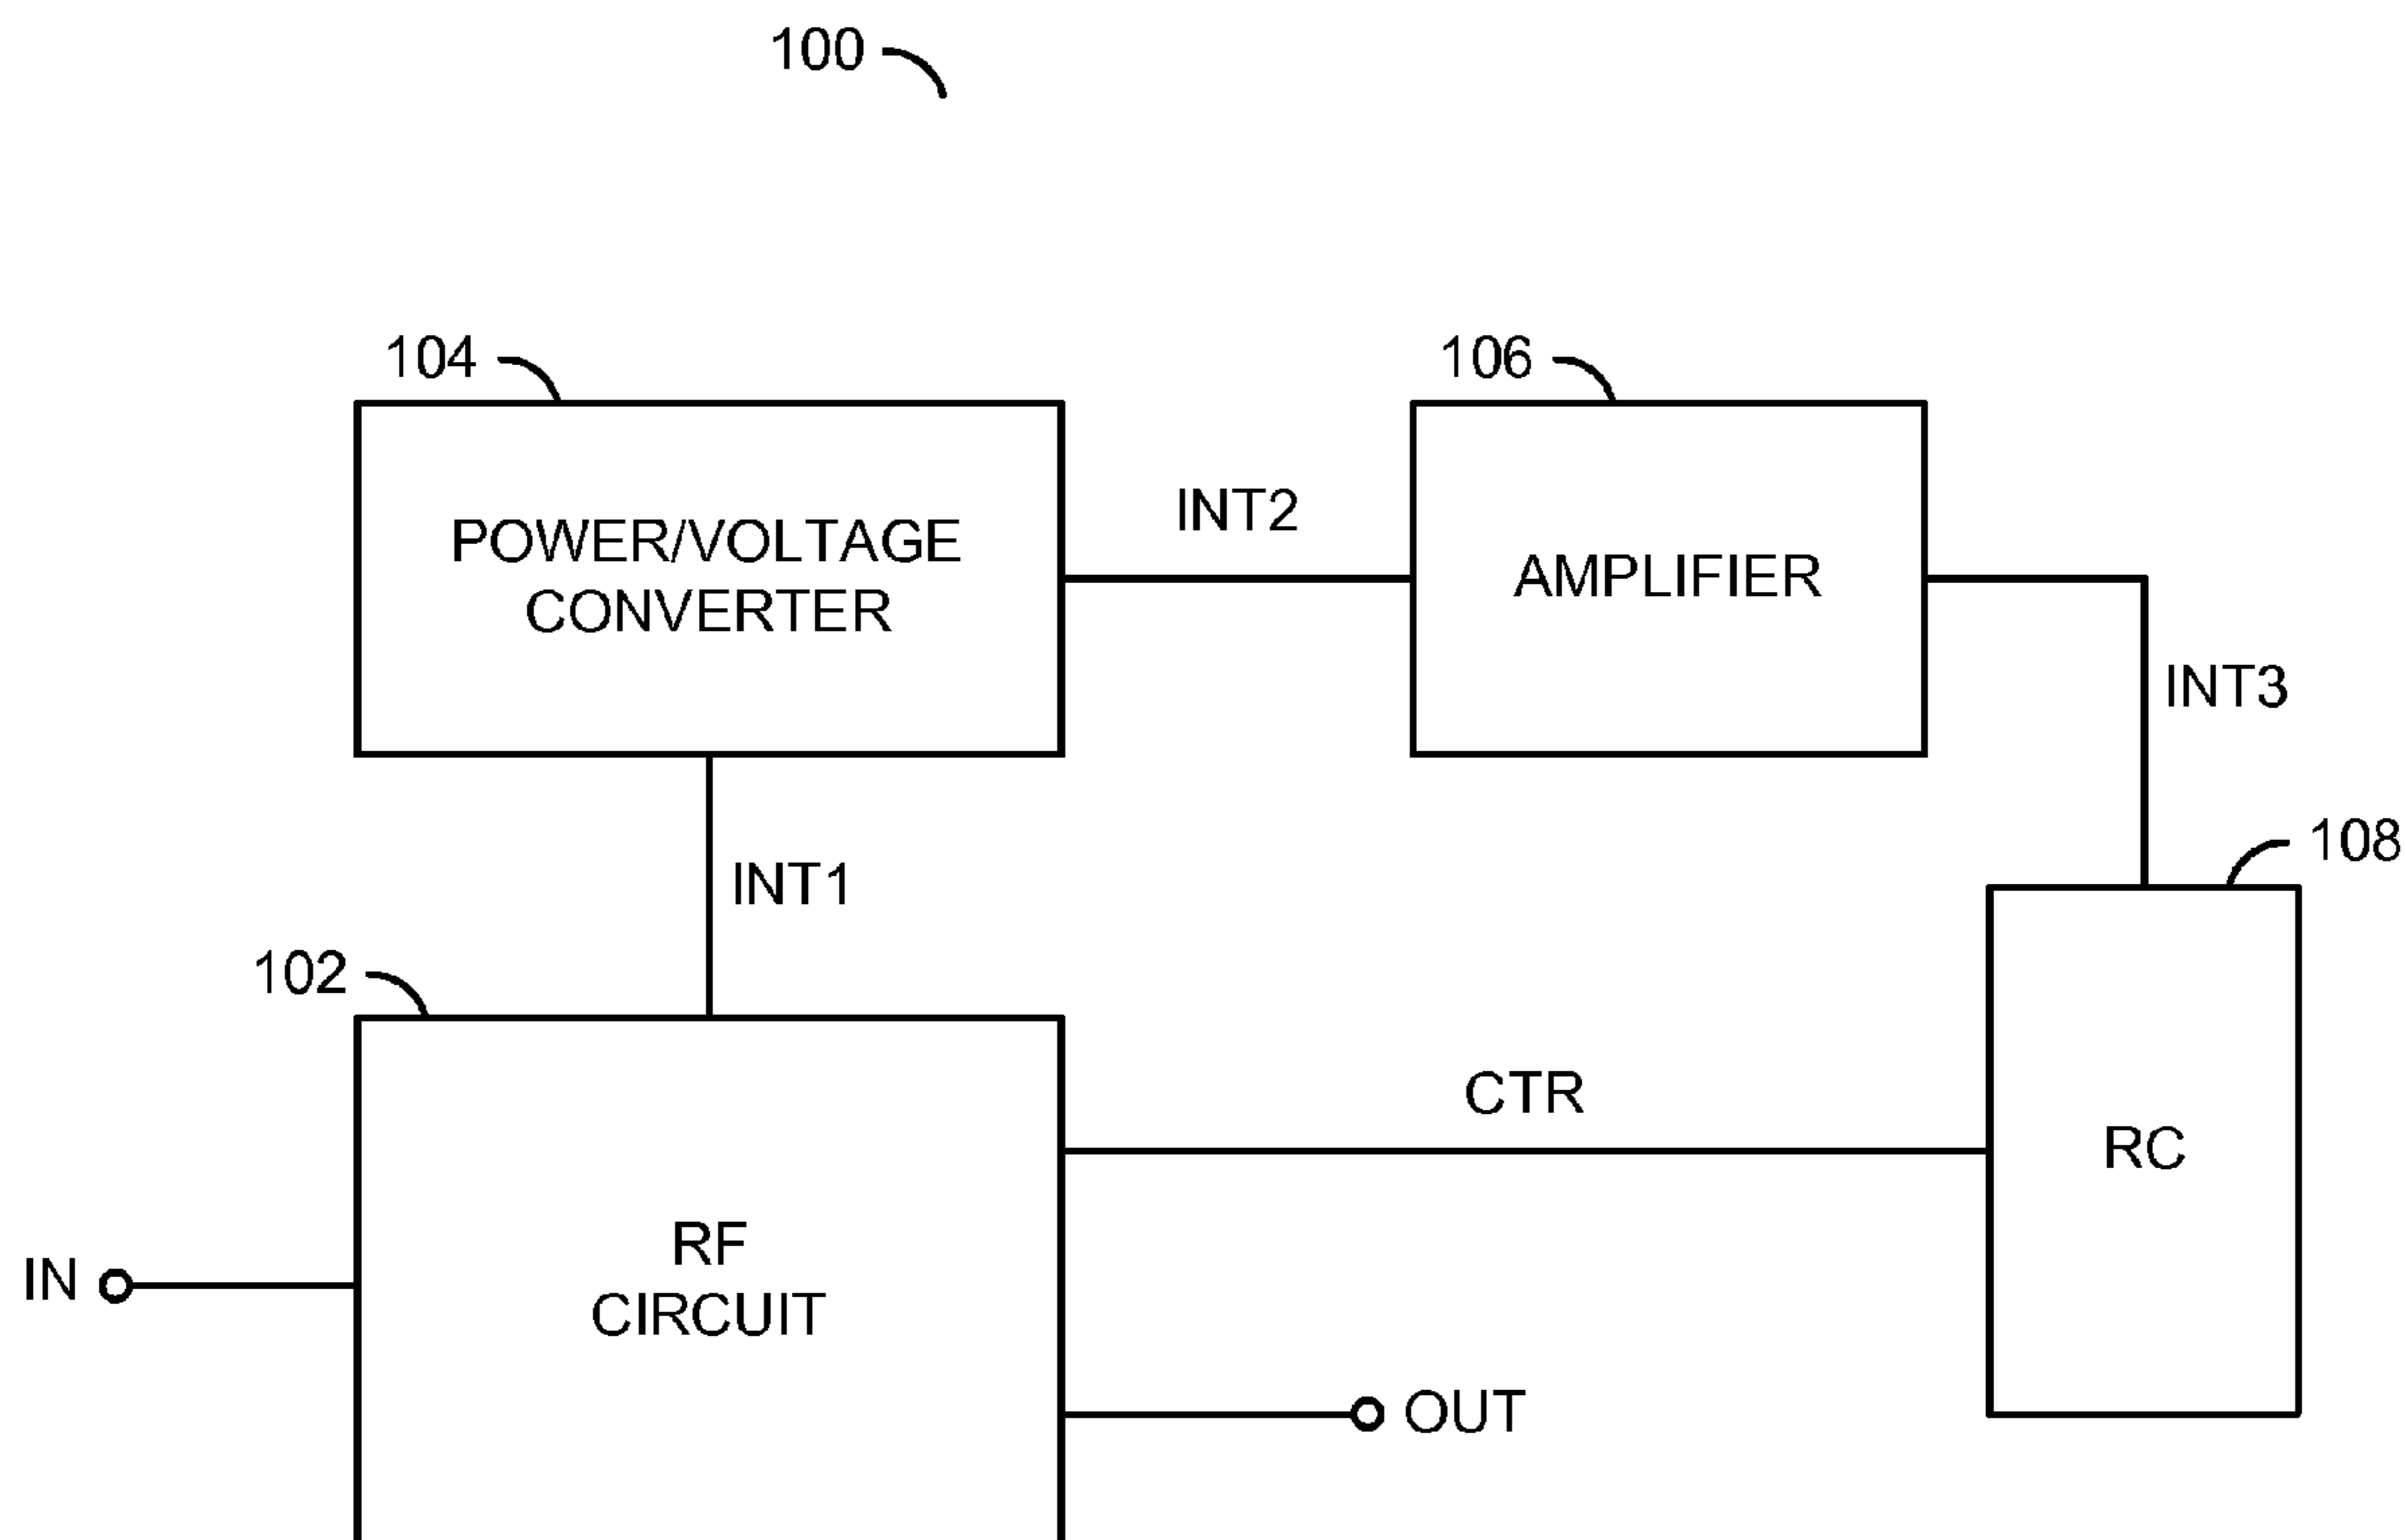 100
104
106
POWER/VOLTAGE
CONVERTER
INT2
AMPLIFIER
INT3
INT1
108
102
CTR
RC
RF
CIRCUIT
IN
OUT